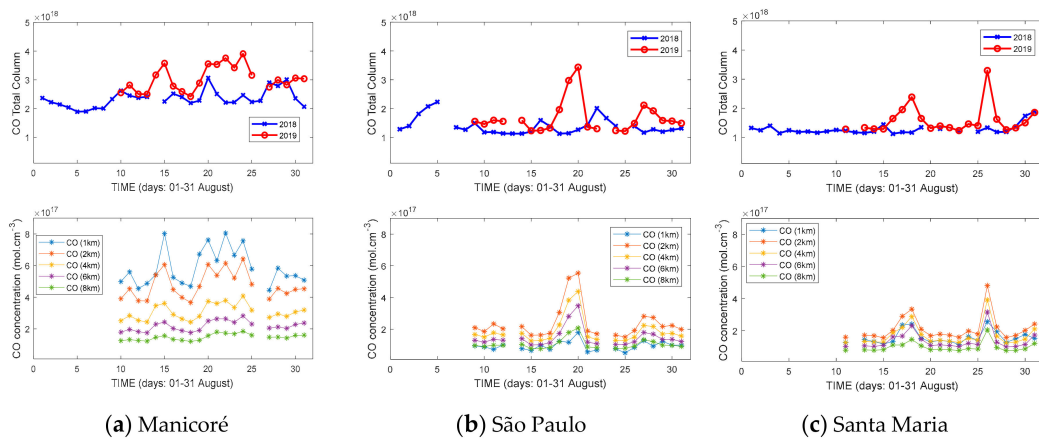 ×10^18
5
4
3
2
1
CO Total Column
2018
2019
0 5 10 15 20 25 30
TIME (days: 01-31 August)
×10^18
5
4
3
2
1
CO Total Column
2018
2019
0 5 10 15 20 25 30
TIME (days: 01-31 August)
×10^18
5
4
3
2
1
CO Total Column
2018
2019
0 5 10 15 20 25 30
TIME (days: 01-31 August)
×10^17
8
6
4
2
0
CO concentration (mol.cm^-3)
CO (1km)
CO (2km)
CO (4km)
CO (6km)
CO (8km)
0 5 10 15 20 25 30
TIME (days: 01-31 August)
×10^17
8
6
4
2
0
CO concentration (mol.cm^-3)
CO (1km)
CO (2km)
CO (4km)
CO (6km)
CO (8km)
0 5 10 15 20 25 30
TIME (days: 01-31 August)
×10^17
8
6
4
2
0
CO concentration (mol.cm^-3)
CO (1km)
CO (2km)
CO (4km)
CO (6km)
CO (8km)
0 5 10 15 20 25 30
TIME (days: 01-31 August)
(a) Manicoré
(b) São Paulo
(c) Santa Maria